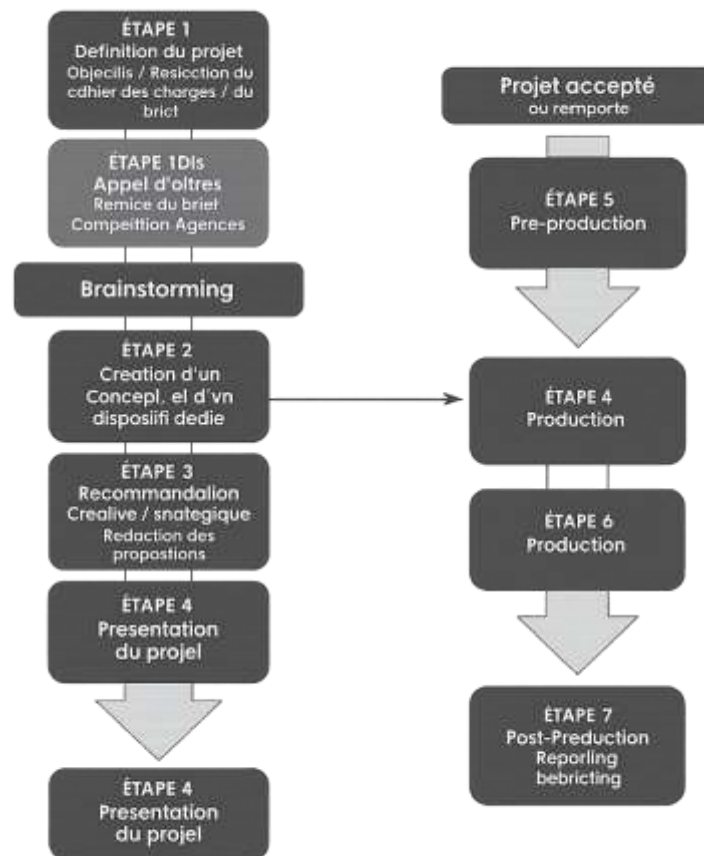 ÉTAPE 1
Definition du projet
Objecilis / Resicction du
cdhier des charges / du
brict
ÉTAPE 1DIs
Appel d'oltres
Remice du briet
Compeittion Agences
Brainstorming
ÉTAPE 2
Creation d'un
Concepl, el d'vn
disposiifi dedie
ÉTAPE 3
Recommandalion
Crealive / snategique
Redaction des
propostions
ÉTAPE 4
Presentation
du projel
ÉTAPE 4
Presentation
du projel
Projet accepté
ou remporte
ÉTAPE 5
Pre-production
ÉTAPE 4
Production
ÉTAPE 6
Production
ÉTAPE 7
Post-Preduction
Reporling
bebricting